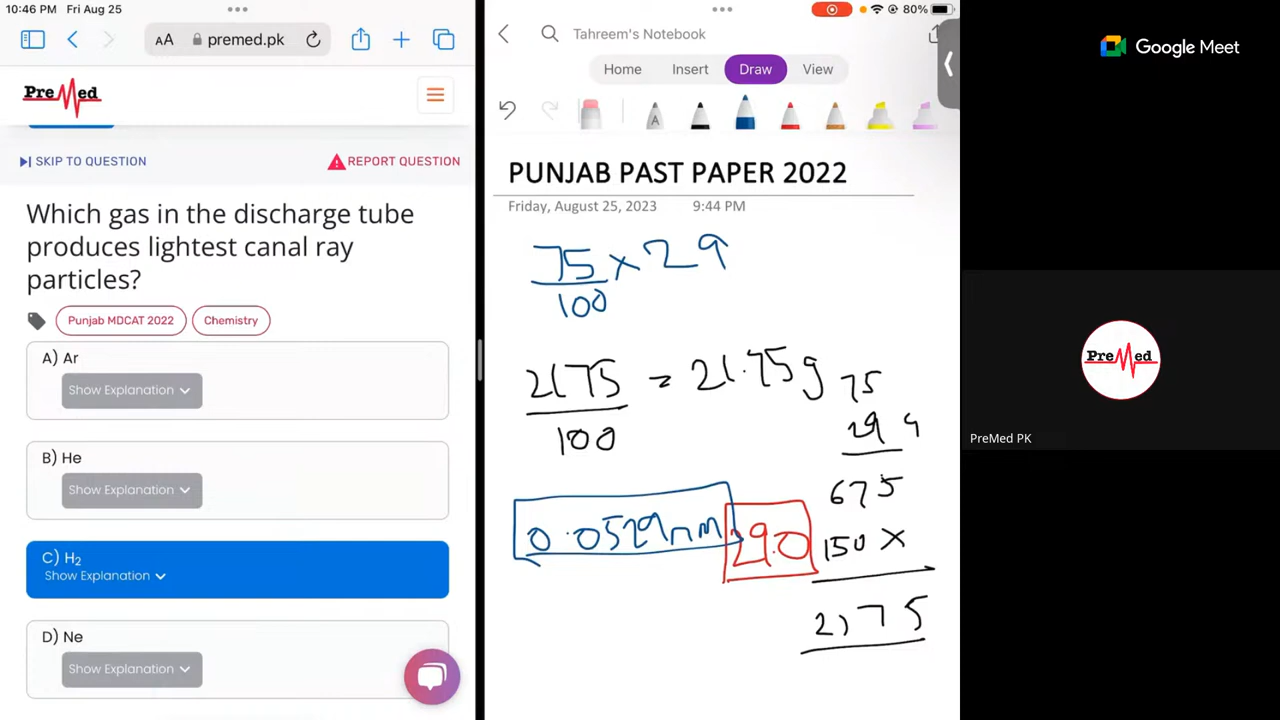 10:46 PM Fri Aug 25
AA premed.pk
PreMed
SKIP TO QUESTION
REPORT QUESTION
Which gas in the discharge tube
produces lightest canal ray
particles?
Punjab MDCAT 2022
Chemistry
A) Ar
Show Explanation
B) He
Show Explanation
C) H₂
Show Explanation
D) Ne
Show Explanation
80%
Tahreem's Notebook
Home Insert Draw View
A
PUNJAB PAST PAPER 2022
Friday, August 25, 2023 9:44 PM
75 × 29
100
2175 = 21.75g
100
75
29 4
675
150 ×
2175
0.0529nm
29.0
Google Meet
PreMed
PreMed PK